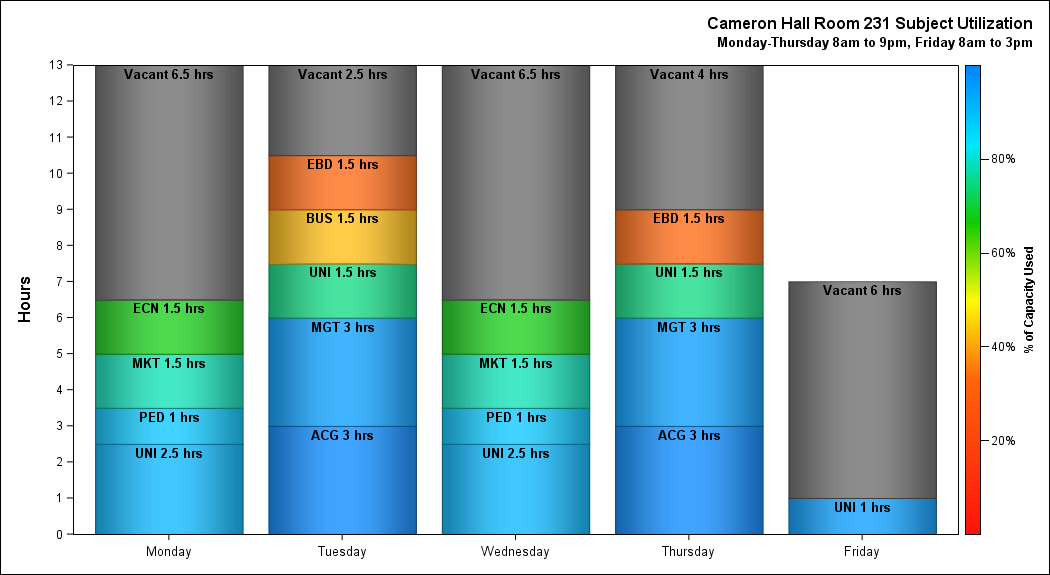 Cameron Hall Room 231 Subject Utilization
Monday-Thursday 8am to 9pm, Friday 8am to 3pm
Hours
13
12
11
10
9
8
7
6
5
4
3
2
1
0
Vacant 6.5 hrs
ECN 1.5 hrs
MKT 1.5 hrs
PED 1 hrs
UNI 2.5 hrs
Vacant 2.5 hrs
EBD 1.5 hrs
BUS 1.5 hrs
UNI 1.5 hrs
MGT 3 hrs
ACG 3 hrs
Vacant 6.5 hrs
ECN 1.5 hrs
MKT 1.5 hrs
PED 1 hrs
UNI 2.5 hrs
Vacant 4 hrs
EBD 1.5 hrs
UNI 1.5 hrs
MGT 3 hrs
ACG 3 hrs
Vacant 6 hrs
UNI 1 hrs
Monday
Tuesday
Wednesday
Thursday
Friday
80%
60%
40%
20%
% of Capacity Used